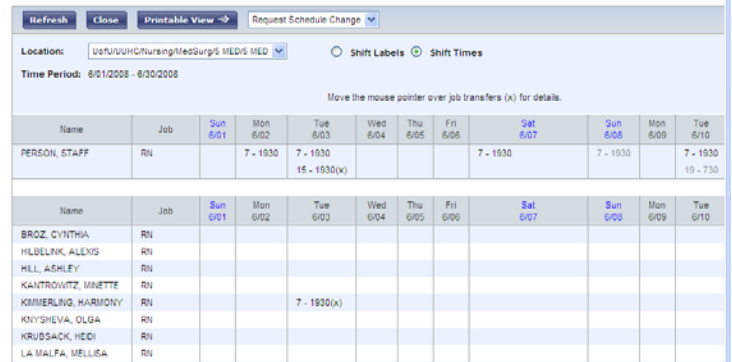 Refresh Close Printable View → Request Schedule Change
Location: UofU/UUHC/Nursing/MedSurg/5 MED/5 MED Shift Labels Shift Times
Time Period: 6/01/2008 - 6/30/2008
Move the mouse pointer over job transfers (x) for details.
Name Job Sun 6/01 Mon 6/02 Tue 6/03 Wed 6/04 Thu 6/05 Fri 6/06 Sat 6/07 Sun 6/08 Mon 6/09 Tue 6/10
PERSON, STAFF RN 7 - 1930 7 - 1930 7 - 1930 7 - 1930 7 - 1930
15 - 1930(x) 19 - 730
Name Job Sun 6/01 Mon 6/02 Tue 6/03 Wed 6/04 Thu 6/05 Fri 6/06 Sat 6/07 Sun 6/08 Mon 6/09 Tue 6/10
BROZ, CYNTHIA RN
HILBELINK, ALEXIS RN
HILL, ASHLEY RN
KANTROWITZ, MINETTE RN
KIMMERLING, HARMONY RN 7 - 1930(x)
KNYSHEVA, OLGA RN
KRUBSACK, HEIDI RN
LA MALFA, MELLISA RN